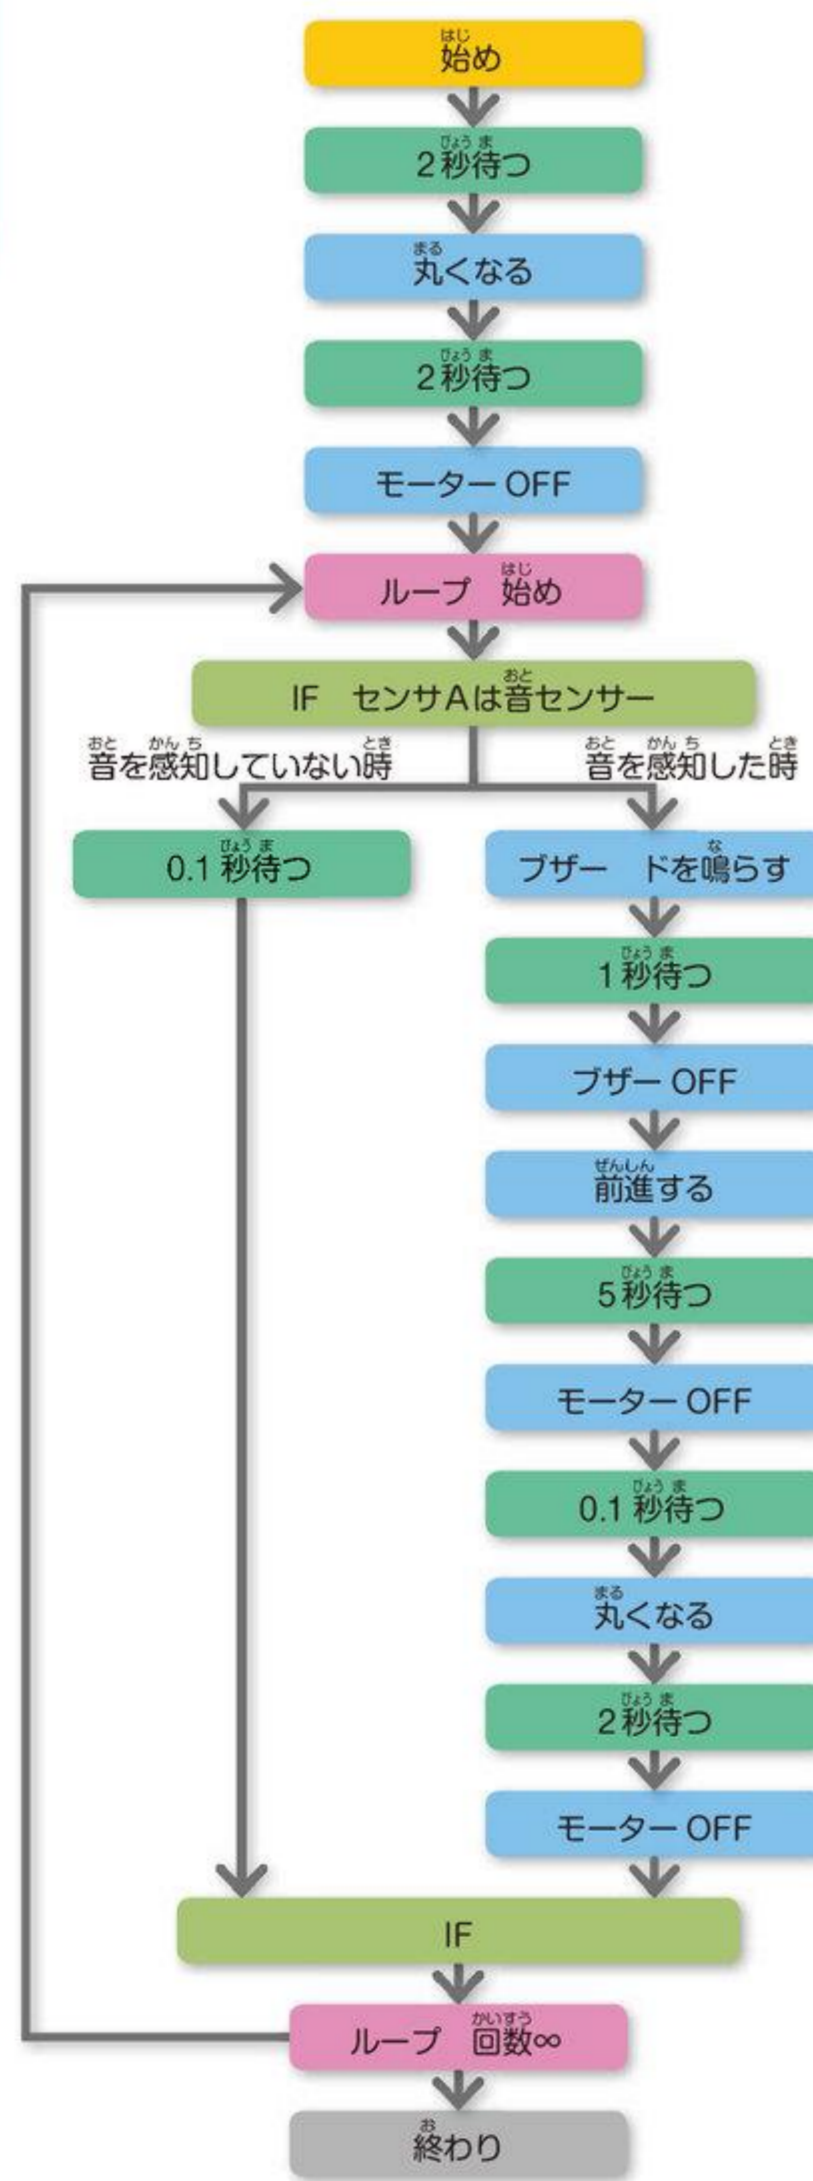 始め
2秒待つ
丸くなる
2秒待つ
モーター OFF
ループ 始め
IF センサAは音センサー
音を感知していない時
音を感知した時
0.1 秒待つ
ブザー ドを鳴らす
1秒待つ
ブザー OFF
前進する
5秒待つ
モーター OFF
0.1 秒待つ
丸くなる
2秒待つ
モーター OFF
IF
ループ 回数∞
終わり